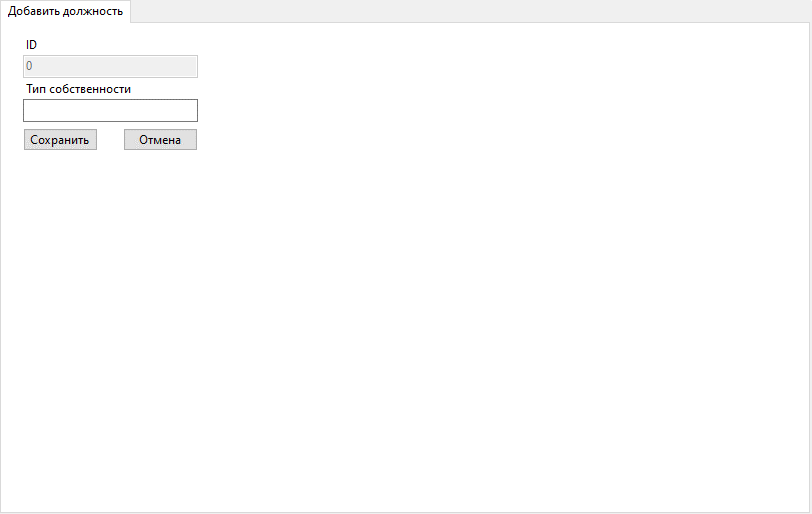 Добавить должность
ID
0
Тип собственности
Сохранить
Отмена